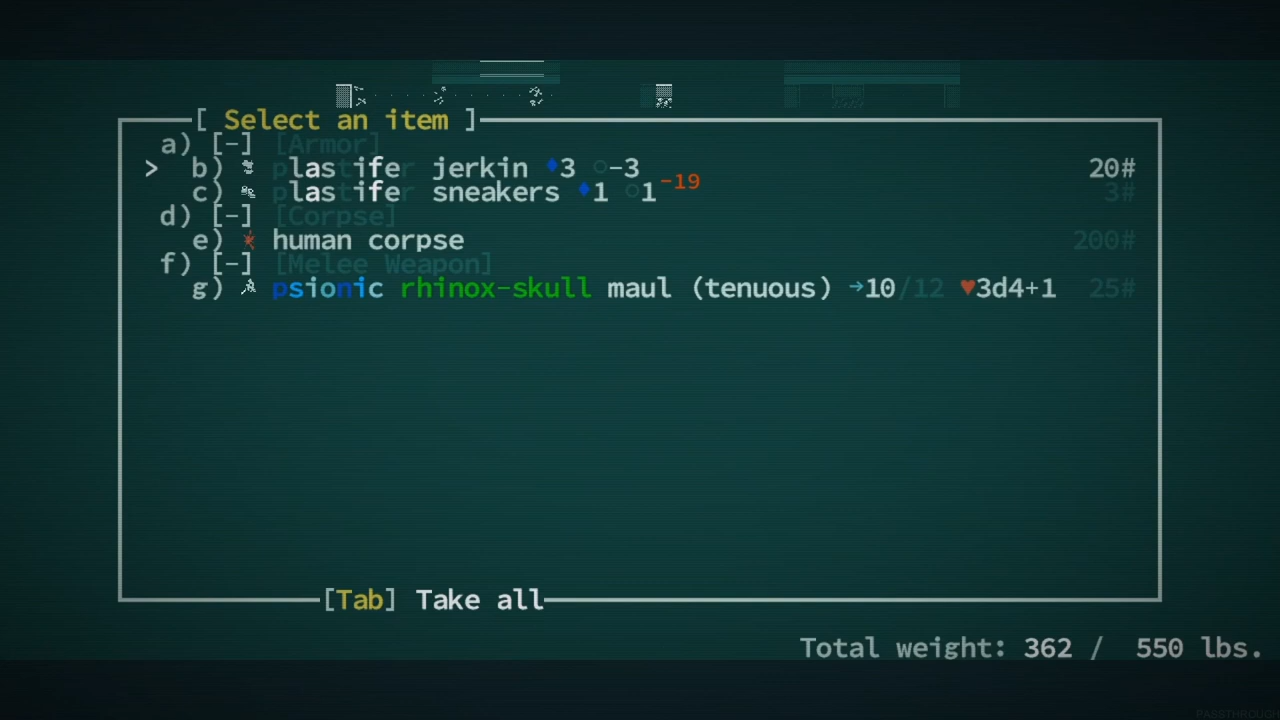 [ Select an item ]
a) [-] [Armor]
> b) plastifer jerkin ♦3 ○-3 20#
-19
c) plastifer sneakers ♦1 ○1 3#
d) [-] [Corpse]
e) human corpse 200#
f) [-] [Melee Weapon]
g) psionic rhinox-skull maul (tenuous) →10/12 ♥3d4+1 25#
[Tab] Take all
Total weight: 362 / 550 lbs.